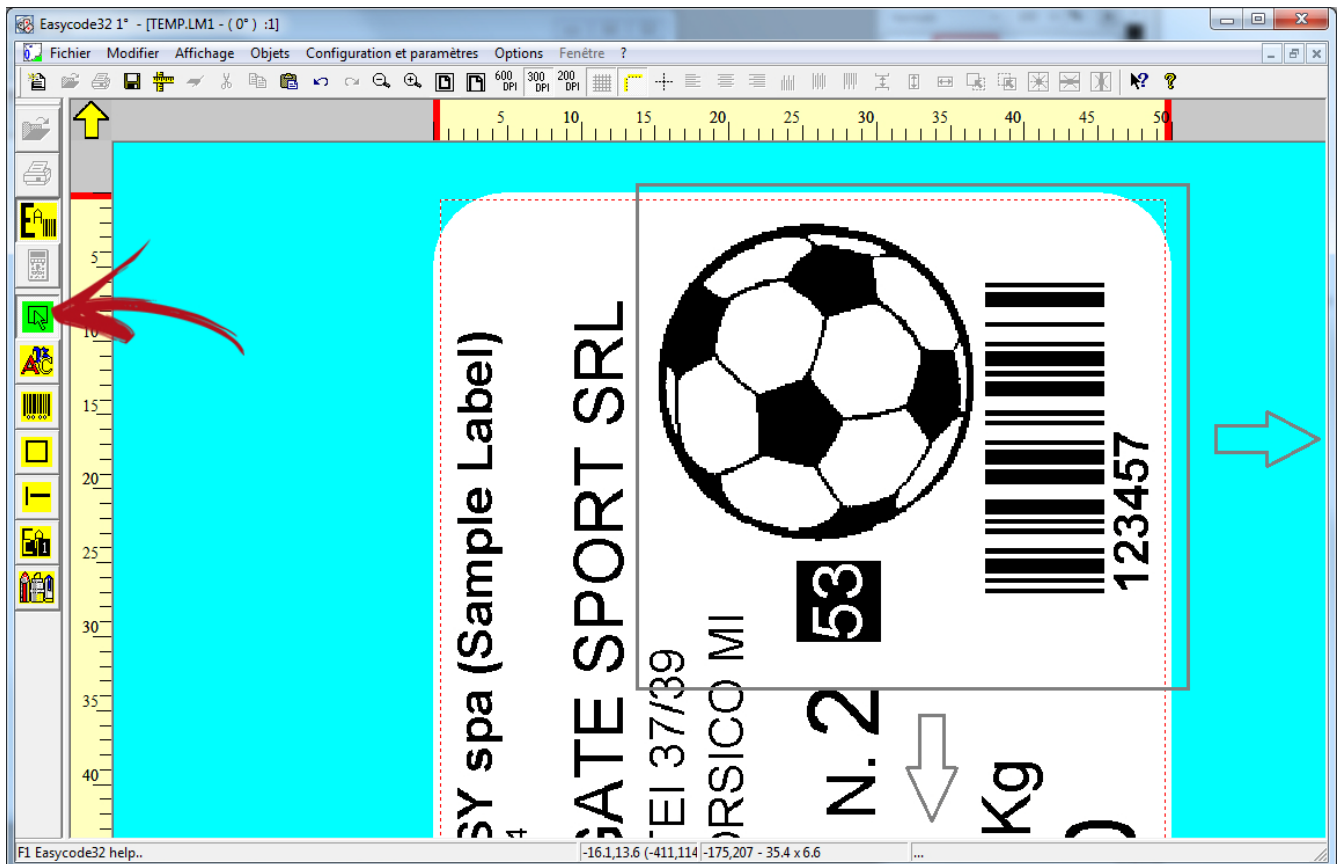 Easycode32 1° - [TEMP.LM1 - ( 0° ) :1]
Fichier Modifier Affichage Objets Configuration et paramètres Options Fenêtre ?
600 DPI 300 DPI 200 DPI
5 10 15 20 25 30 35 40 45 50
5
10
15
20
25
30
35
40
SY spa (Sample Label)
GATE SPORT SRL
TEI 37/39
ORSICO MI
N. 2
53
Kg
123457
F1 Easycode32 help.. -16.1,13.6 (-411,114 -175,207 - 35.4 x 6.6 ...